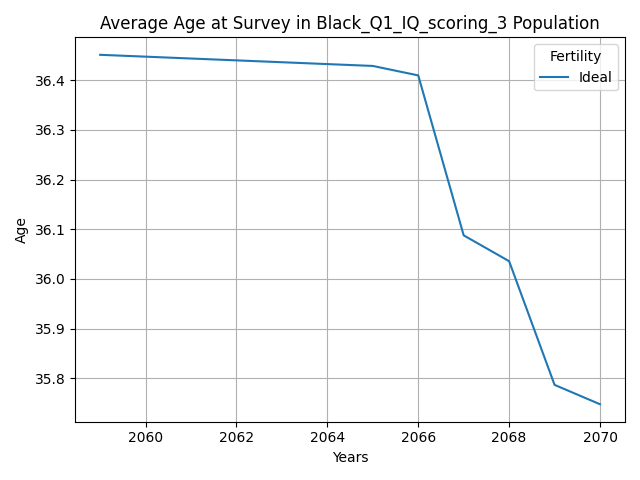 Average Age at Survey in Black_Q1_IQ_scoring_3 Population
Fertility
Ideal
Age
36.4
36.3
36.2
36.1
36.0
35.9
35.8
2060 2062 2064 2066 2068 2070
Years